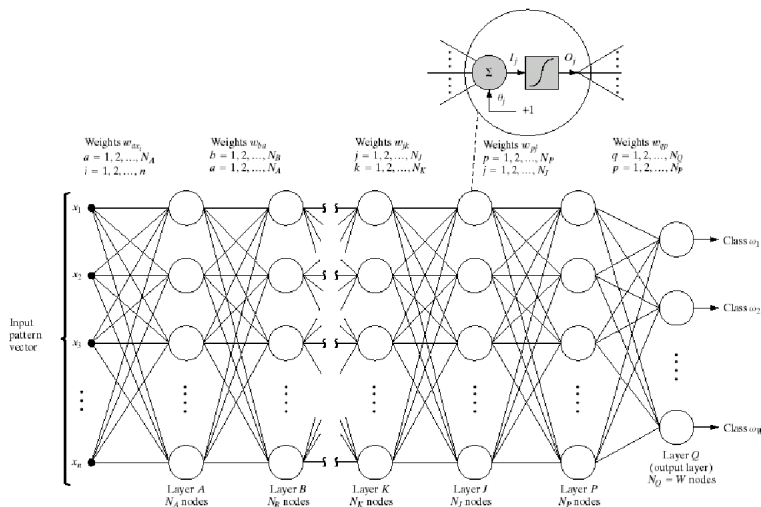 I_j O_j
Σ
θ_j
+1
Weights w_ax_i
a = 1, 2, ..., N_A
i = 1, 2, ..., n
Weights w_ba
b = 1, 2, ..., N_B
a = 1, 2, ..., N_A
Weights w_jk
j = 1, 2, ..., N_J
k = 1, 2, ..., N_K
Weights w_pj
p = 1, 2, ..., N_P
j = 1, 2, ..., N_J
Weights w_qp
q = 1, 2, ..., N_Q
p = 1, 2, ..., N_P
Input
pattern
vector
x_1
x_2
x_3
x_n
Class ω_1
Class ω_2
Class ω_W
Layer A
N_A nodes
Layer B
N_B nodes
Layer K
N_K nodes
Layer J
N_J nodes
Layer P
N_P nodes
Layer Q
(output layer)
N_Q = W nodes